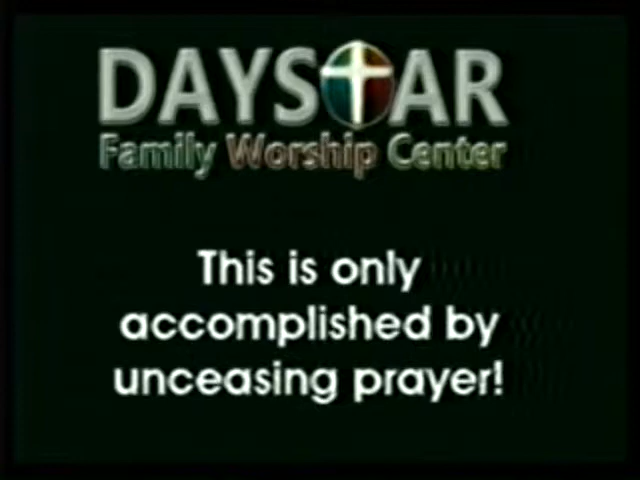 DAYSTAR
Family Worship Center
This is only
accomplished by
unceasing prayer!